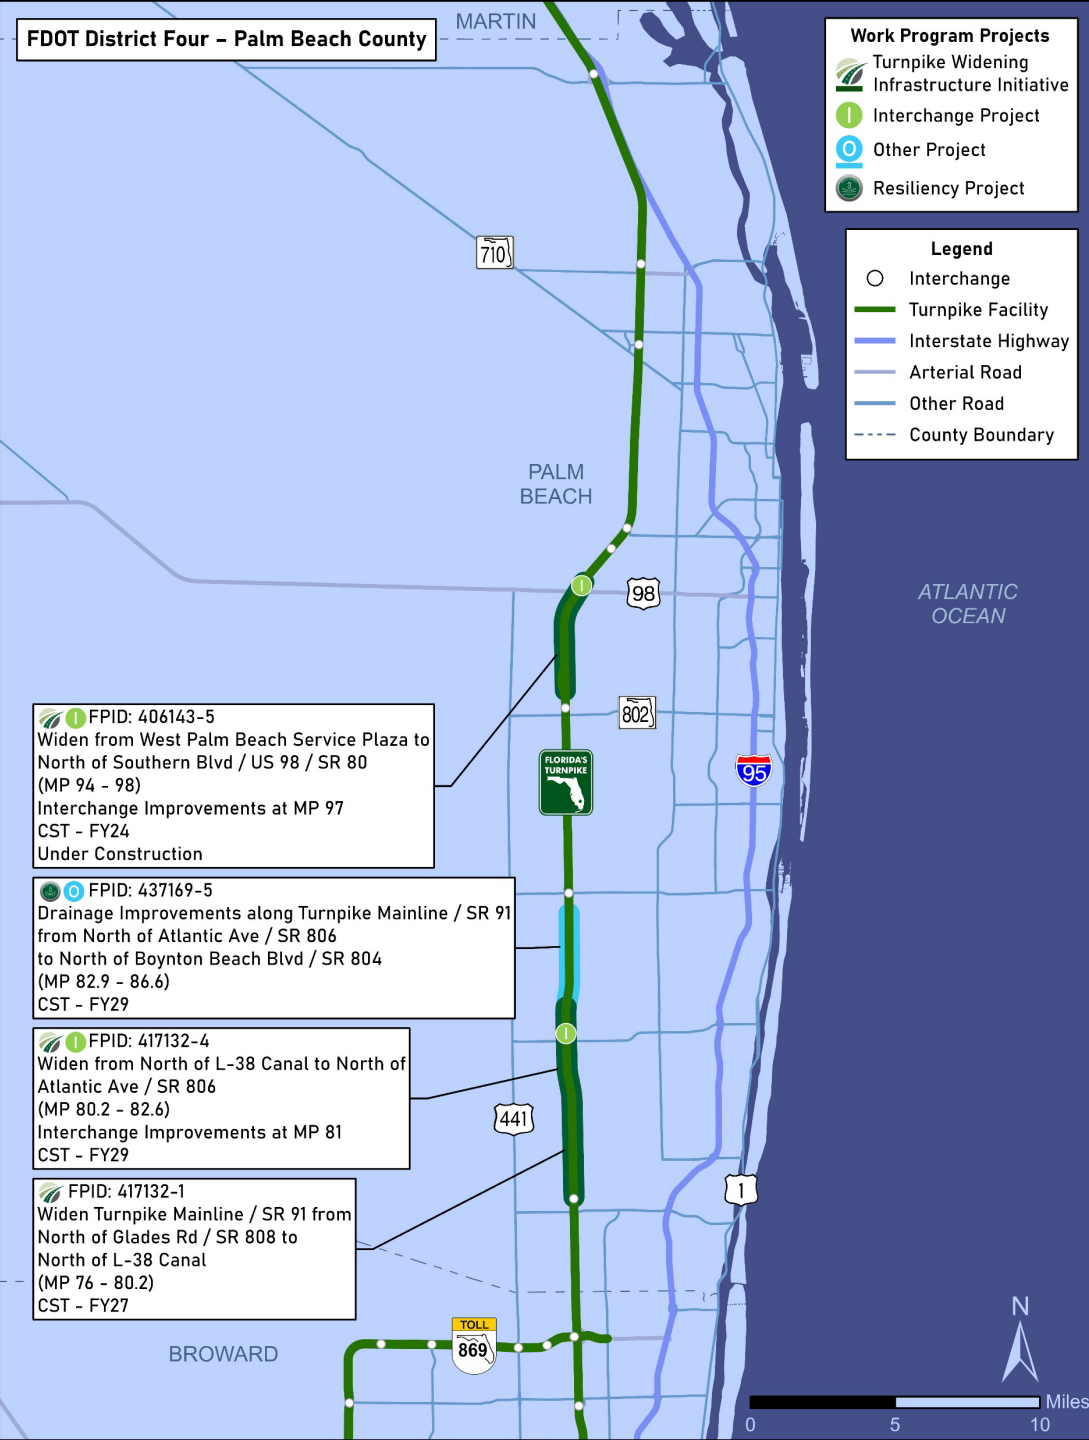 FDOT District Four – Palm Beach County
MARTIN
Work Program Projects
Turnpike Widening
Infrastructure Initiative
I Interchange Project
O Other Project
Resiliency Project
Legend
Interchange
Turnpike Facility
Interstate Highway
Arterial Road
Other Road
County Boundary
710
PALM
BEACH
I
98
ATLANTIC
OCEAN
802
FLORIDA'S
TURNPIKE
95
I FPID: 406143-5
Widen from West Palm Beach Service Plaza to
North of Southern Blvd / US 98 / SR 80
(MP 94 - 98)
Interchange Improvements at MP 97
CST - FY24
Under Construction
O FPID: 437169-5
Drainage Improvements along Turnpike Mainline / SR 91
from North of Atlantic Ave / SR 806
to North of Boynton Beach Blvd / SR 804
(MP 82.9 - 86.6)
CST - FY29
I
I FPID: 417132-4
Widen from North of L-38 Canal to North of
Atlantic Ave / SR 806
(MP 80.2 - 82.6)
Interchange Improvements at MP 81
CST - FY29
441
1
FPID: 417132-1
Widen Turnpike Mainline / SR 91 from
North of Glades Rd / SR 808 to
North of L-38 Canal
(MP 76 - 80.2)
CST - FY27
TOLL
869
BROWARD
N
Miles
0 5 10